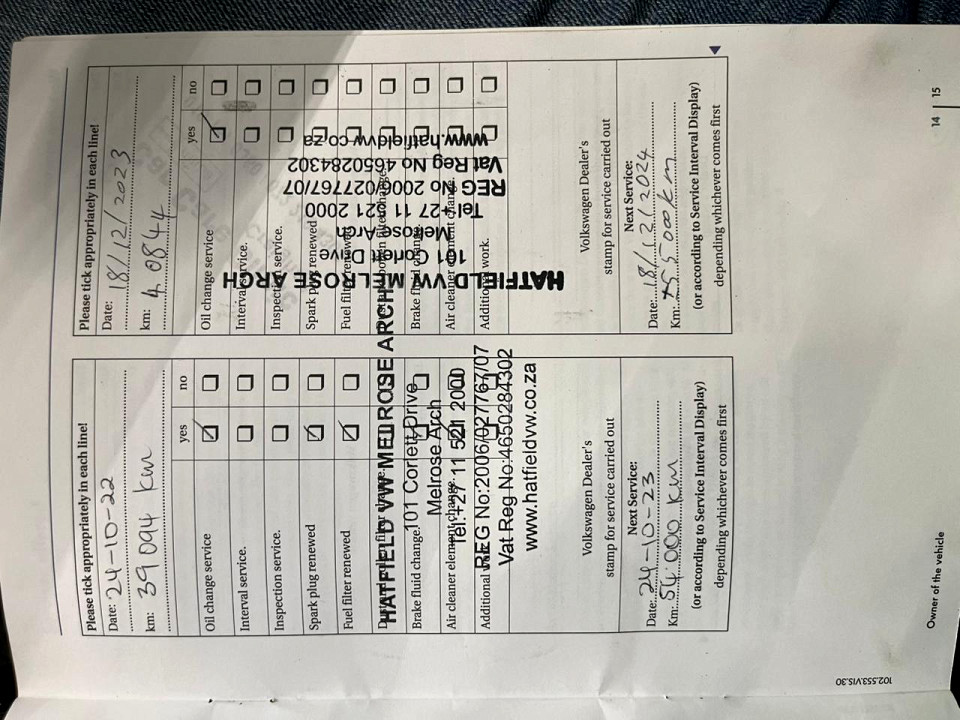 Please tick appropriately in each line!
Date: 24-10-22
km: 39 094 km
yes no
Oil change service
Interval service.
Inspection service.
Spark plug renewed
Fuel filter renewed
Brake fluid change.
Air cleaner element change.
Additional
HATFIELD VW MELROSE ARCH
101 Corlett Drive
Melrose Arch
Tel:+27 11 521 2000
REG No:2006/027767/07
Vat Reg No:4650284302
www.hatfieldvw.co.za
Volkswagen Dealer's
stamp for service carried out
Next Service:
Date: 24-10-23
Km: 54 000 km
(or according to Service Interval Display)
depending whichever comes first
Please tick appropriately in each line!
Date: 18/12/2023
km: 40844
yes no
Oil change service
Interval service.
Inspection service.
Spark plug renewed
Fuel filter renewed
Brake fluid change.
Air cleaner element change.
Additional work.
HATFIELD VW MELROSE ARCH
101 Corlett Drive
Melrose Arch
Tel:+27 11 521 2000
REG No 2006/027767/07
Vat Reg No 4650284302
www.hatfieldvw.co.za
Volkswagen Dealer's
stamp for service carried out
Next Service:
Date: 18/12/2024
Km: 55000km
(or according to Service Interval Display)
depending whichever comes first
102.553.VIS.30
Owner of the vehicle
14 | 15